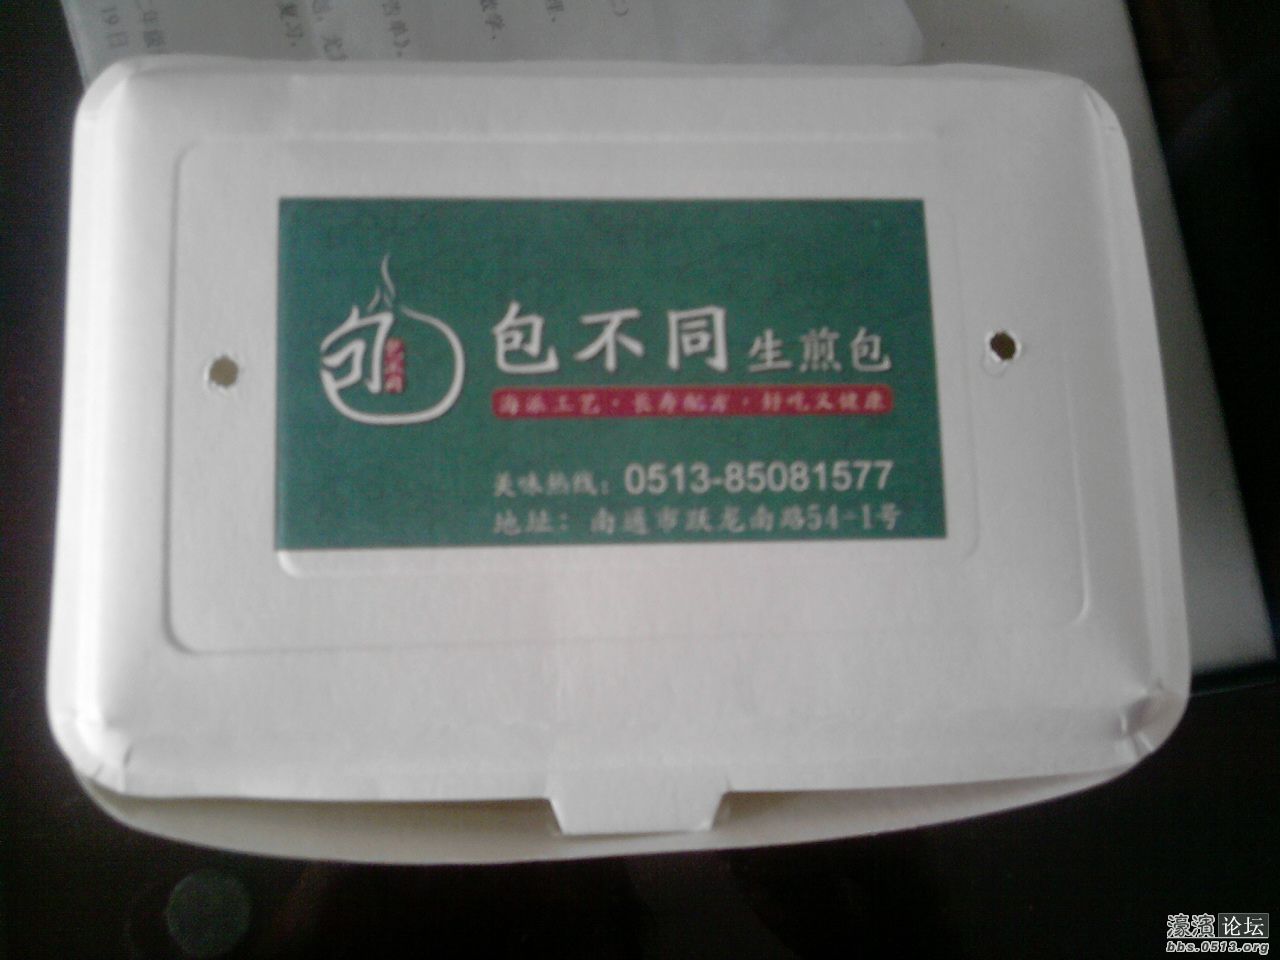 包不同生煎包
海派工艺·长寿配方·好吃又健康
美味热线：0513-85081577
地址：南通市跃龙南路54-1号
濠滨论坛
bbs.0513.org